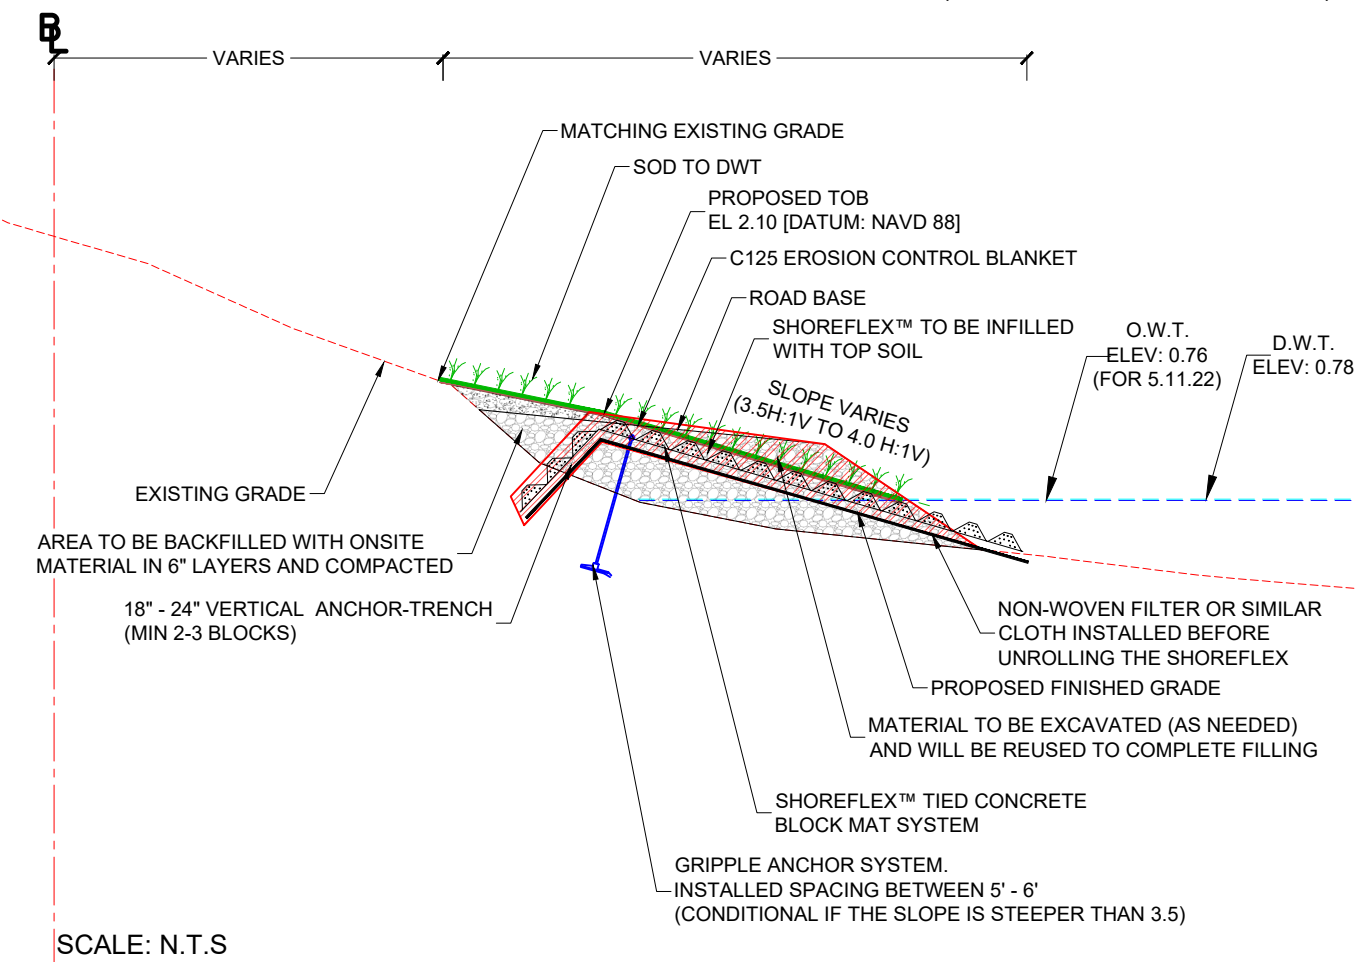 BL
VARIES
VARIES
MATCHING EXISTING GRADE
SOD TO DWT
PROPOSED TOB
EL 2.10 [DATUM: NAVD 88]
C125 EROSION CONTROL BLANKET
ROAD BASE
SHOREFLEX™ TO BE INFILLED
WITH TOP SOIL
O.W.T.
ELEV: 0.76
(FOR 5.11.22)
D.W.T.
ELEV: 0.78
SLOPE VARIES
(3.5H:1V TO 4.0 H:1V)
EXISTING GRADE
AREA TO BE BACKFILLED WITH ONSITE
MATERIAL IN 6" LAYERS AND COMPACTED
18" - 24" VERTICAL ANCHOR-TRENCH
(MIN 2-3 BLOCKS)
NON-WOVEN FILTER OR SIMILAR
CLOTH INSTALLED BEFORE
UNROLLING THE SHOREFLEX
PROPOSED FINISHED GRADE
MATERIAL TO BE EXCAVATED (AS NEEDED)
AND WILL BE REUSED TO COMPLETE FILLING
SHOREFLEX™ TIED CONCRETE
BLOCK MAT SYSTEM
GRIPPLE ANCHOR SYSTEM.
INSTALLED SPACING BETWEEN 5' - 6'
(CONDITIONAL IF THE SLOPE IS STEEPER THAN 3.5)
SCALE: N.T.S